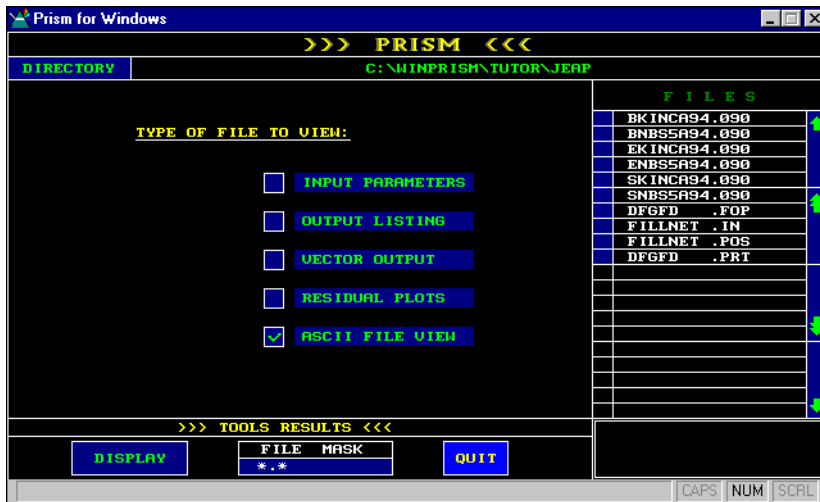 Prism for Windows
>>> PRISM <<<
DIRECTORY C:\WINPRISM\TUTOR\JEAP
TYPE OF FILE TO VIEW:
INPUT PARAMETERS
OUTPUT LISTING
VECTOR OUTPUT
RESIDUAL PLOTS
ASCII FILE VIEW
F I L E S
BKINCA94.090
BNBS5A94.090
EKINCA94.090
ENBS5A94.090
SKINCA94.090
SNBS5A94.090
DFGFD .FOP
FILLNET .IN
FILLNET .POS
DFGFD .PRT
>>> TOOLS RESULTS <<<
DISPLAY
FILE MASK
*.*
QUIT
CAPS NUM SCRL